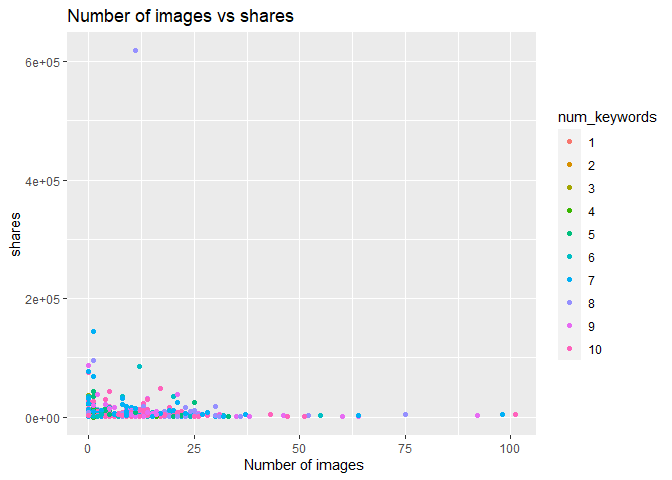 Number of images vs shares
6e+05
4e+05
2e+05
0e+00
shares
0
25
50
75
100
Number of images
num_keywords
1
2
3
4
5
6
7
8
9
10